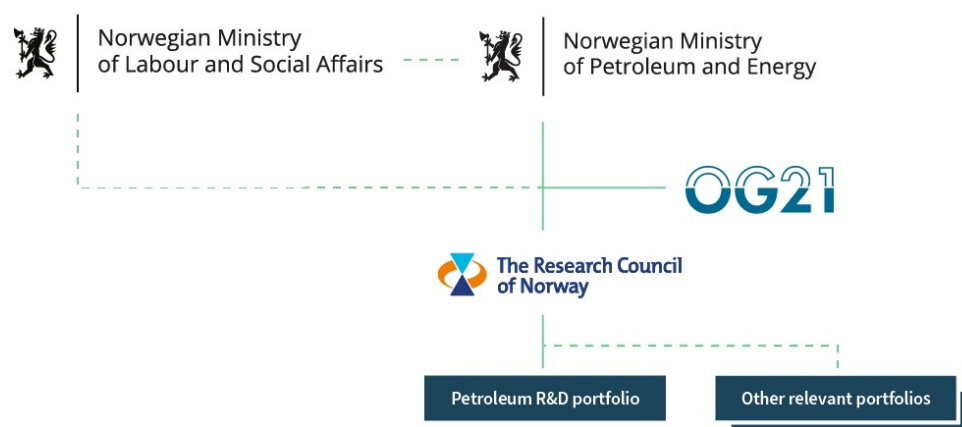 Norwegian Ministry
of Labour and Social Affairs
Norwegian Ministry
of Petroleum and Energy
OG21
The Research Council
of Norway
Petroleum R&D portfolio
Other relevant portfolios